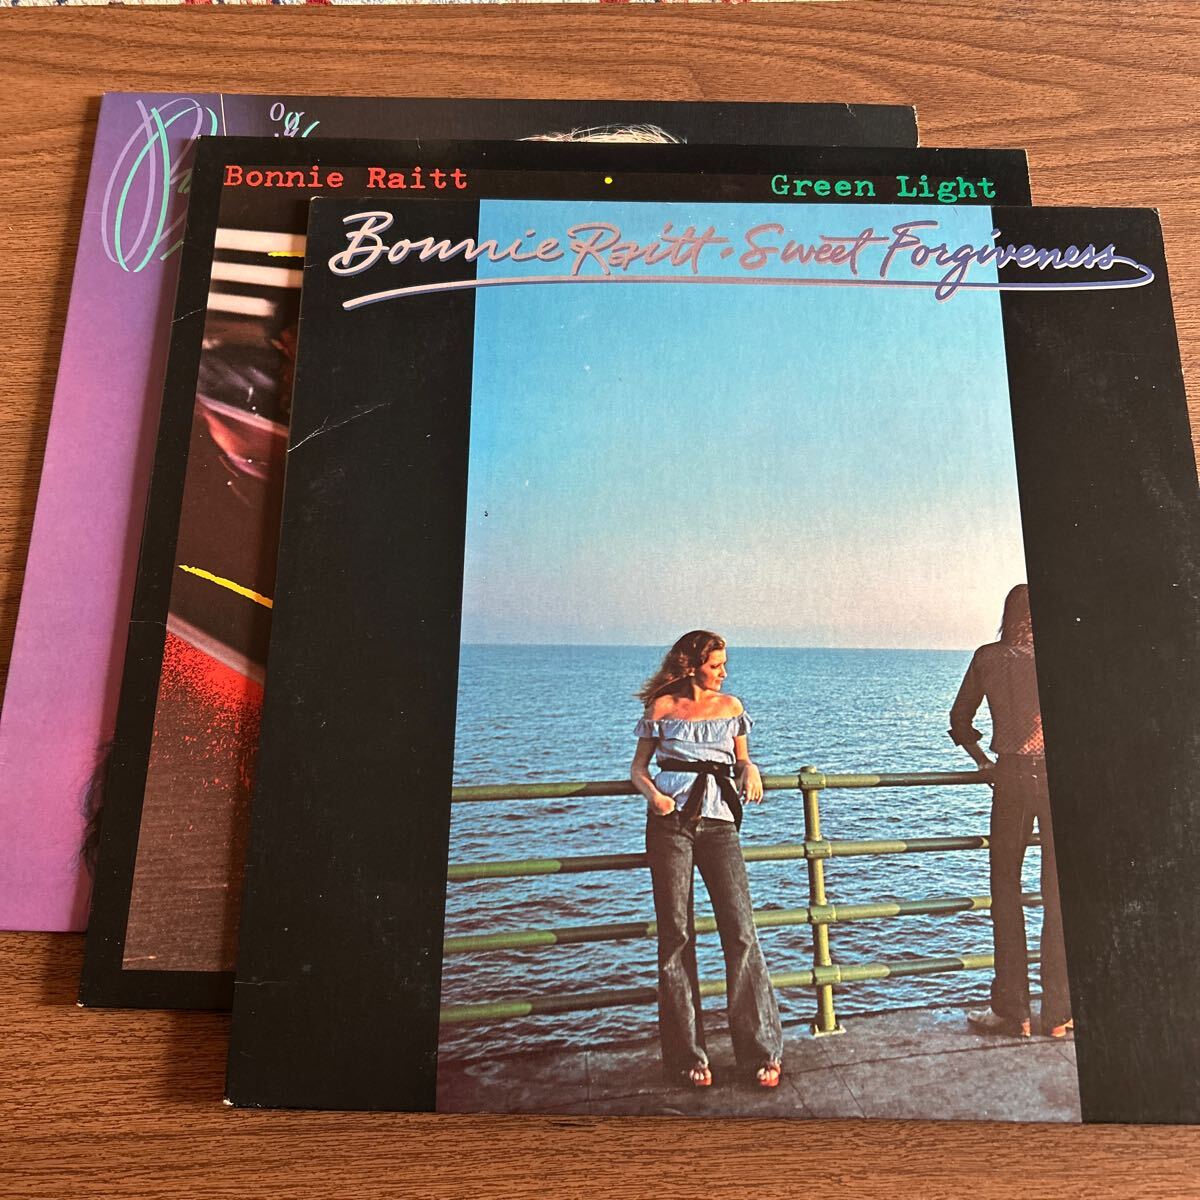 Bonnie Raitt • Green Light
Bonnie Raitt • Sweet Forgiveness